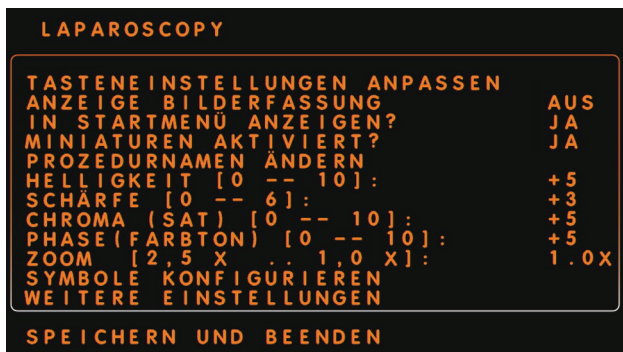 LAPAROSCOPY
TASTENEINSTELLUNGEN ANPASSEN
ANZEIGE BILDERFASSUNG AUS
IN STARTMENÜ ANZEIGEN? JA
MINIATUREN AKTIVIERT? JA
PROZEDURNAMEN ÄNDERN
HELLIGKEIT [0 -- 10]: +5
SCHÄRFE [0 -- 6]: +3
CHROMA (SAT) [0 -- 10]: +5
PHASE(FARBTON) [0 -- 10]: +5
ZOOM [2,5 X .. 1,0 X]: 1.0X
SYMBOLE KONFIGURIEREN
WEITERE EINSTELLUNGEN
SPEICHERN UND BEENDEN